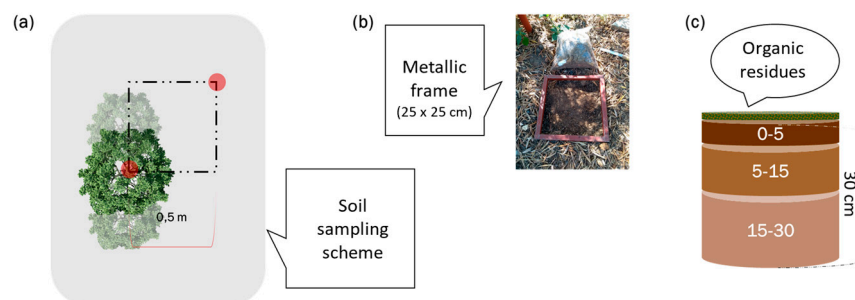 (a)
0,5 m
Soil
sampling
scheme
(b)
Metallic
frame
(25 x 25 cm)
(c)
Organic
residues
0-5
5-15
15-30
30 cm